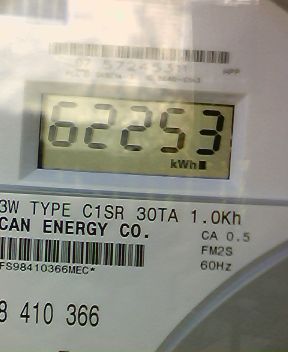 HPP
62253
kWh
3W TYPE C1SR 30TA 1.0Kh
CAN ENERGY CO.
CA 0.5
FM2S
60Hz
FS98410366MEC*
8 410 366